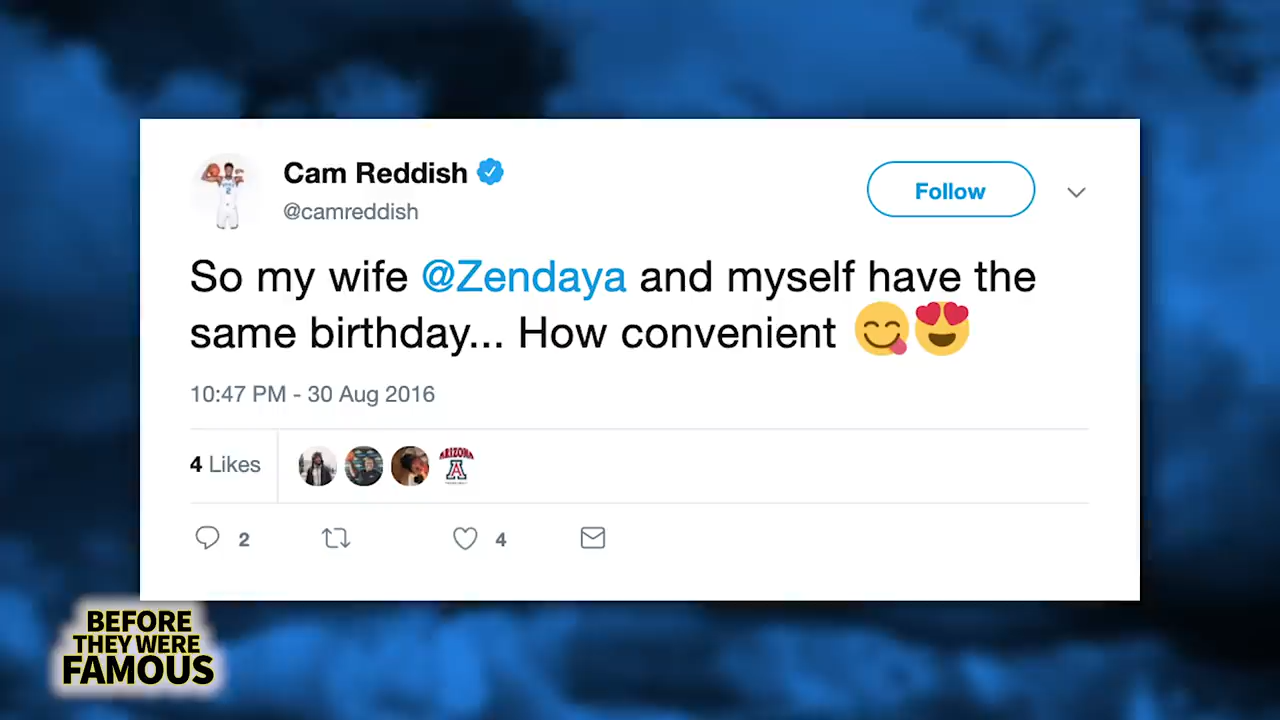 Cam Reddish
@camreddish
Follow
So my wife @Zendaya and myself have the
same birthday... How convenient 😋😍
10:47 PM - 30 Aug 2016
4 Likes
ARIZONA
A
2
4
BEFORE
THEY WERE
FAMOUS